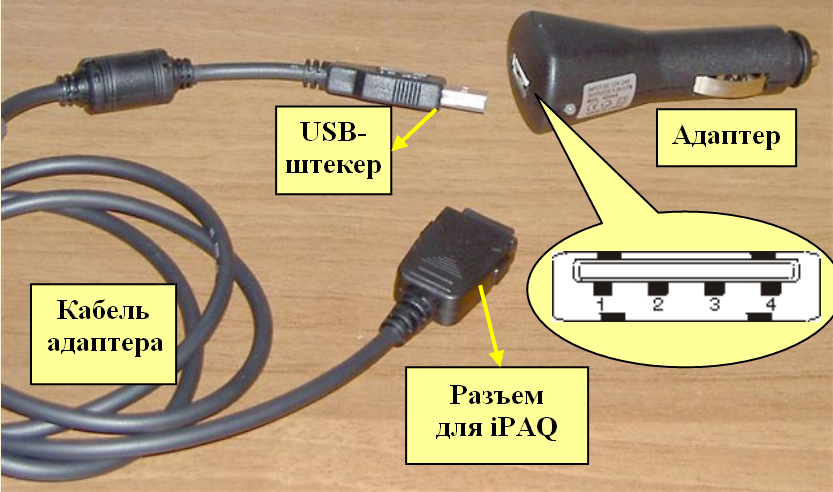 USB-
штекер
Адаптер
1 2 3 4
Кабель
адаптера
Разъем
для iPAQ